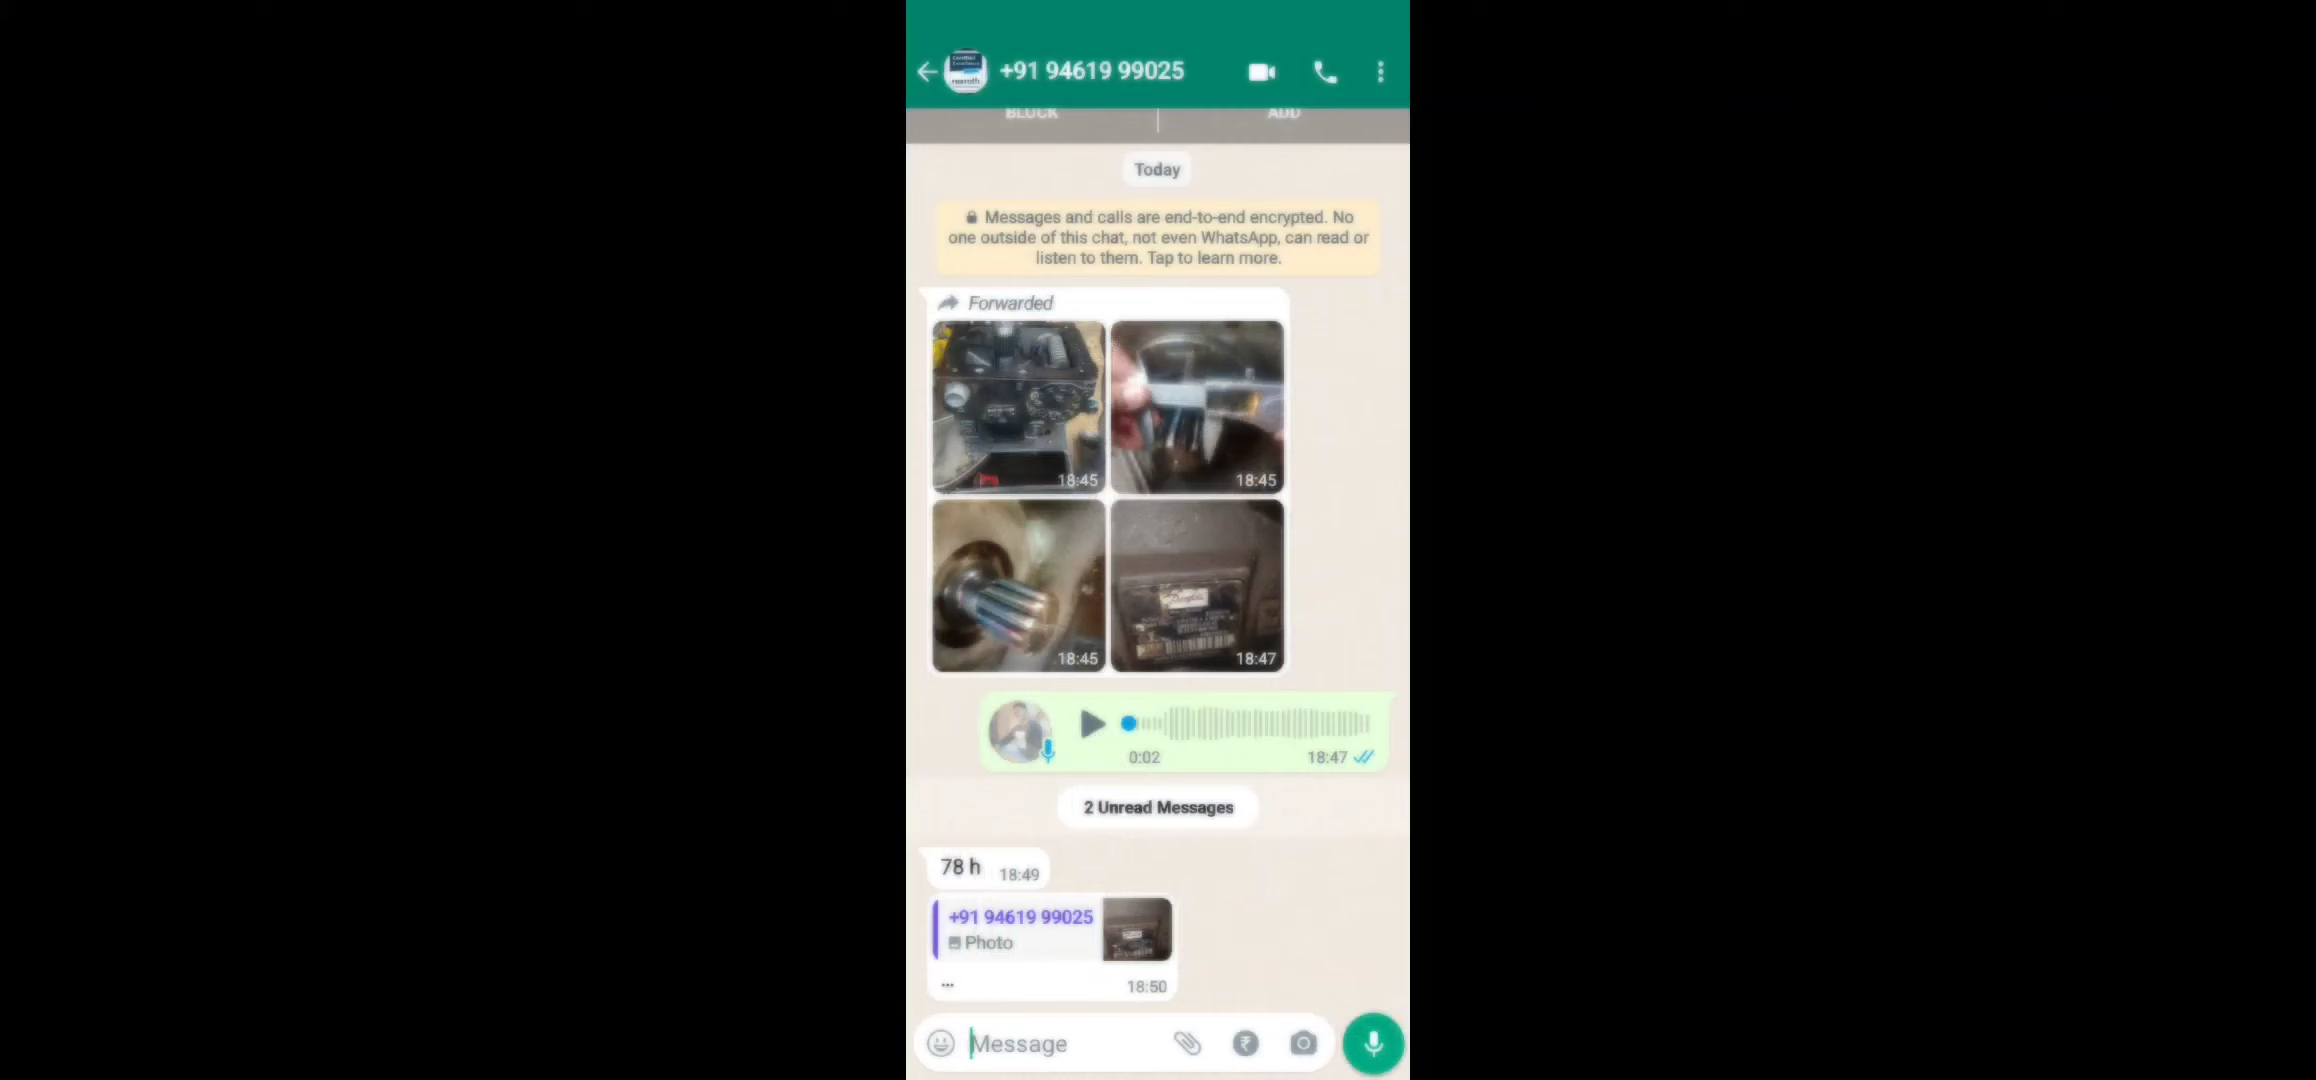 +91 94619 99025
BLOCK
ADD
Today
Messages and calls are end-to-end encrypted. No
one outside of this chat, not even WhatsApp, can read or
listen to them. Tap to learn more.
Forwarded
18:45
18:45
18:45
18:47
0:02
18:47
2 Unread Messages
78 h
18:49
+91 94619 99025
Photo
...
18:50
Message